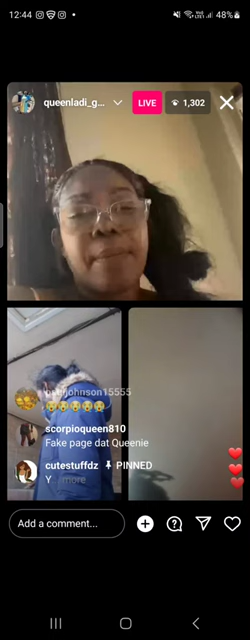 12:44
48%
queenladi_g...
LIVE
1,302
johnson15555
😭😭😭😭😭
scorpioqueen810
Fake page dat Queenie
cutestuffdz PINNED
Y more
Add a comment...